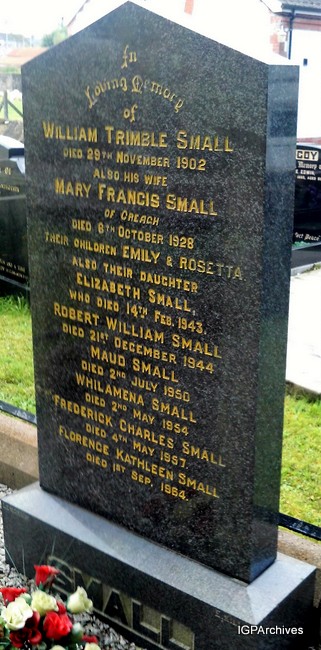 In
Loving Memory
of
WILLIAM TRIMBLE SMALL
DIED 29TH NOVEMBER 1902
ALSO HIS WIFE
MARY FRANCIS SMALL
OF CREAGH
DIED 8TH OCTOBER 1928
THEIR CHILDREN EMILY & ROSETTA
ALSO THEIR DAUGHTER
ELIZABETH SMALL,
WHO DIED 14TH FEB. 1943.
ROBERT WILLIAM SMALL
DIED 21ST DECEMBER 1944
MAUD SMALL
DIED 2ND JULY 1950
WHILAMENA SMALL
DIED 2ND MAY 1954
FREDERICK CHARLES SMALL
DIED 4TH MAY 1957.
FLORENCE KATHLEEN SMALL
DIED 1ST SEP. 1964.
SMALL
IGPArchives